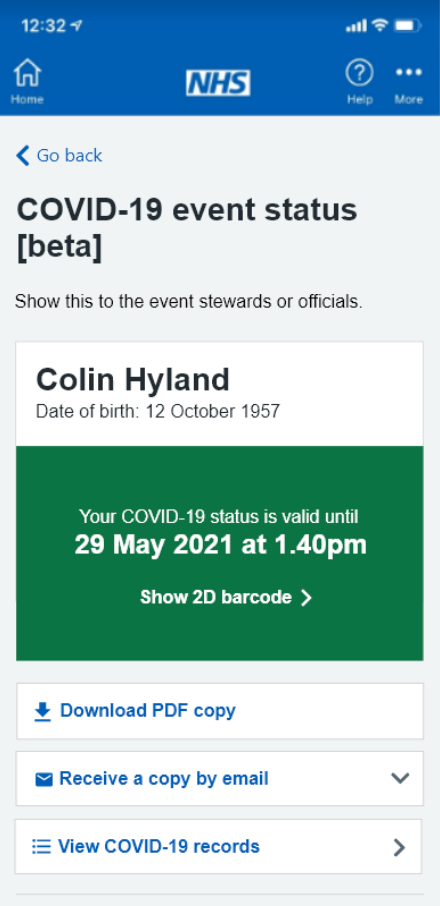 12:32
NHS
Home
Help
More
Go back
COVID-19 event status
[beta]
Show this to the event stewards or officials.
Colin Hyland
Date of birth: 12 October 1957
Your COVID-19 status is valid until
29 May 2021 at 1.40pm
Show 2D barcode
Download PDF copy
Receive a copy by email
View COVID-19 records